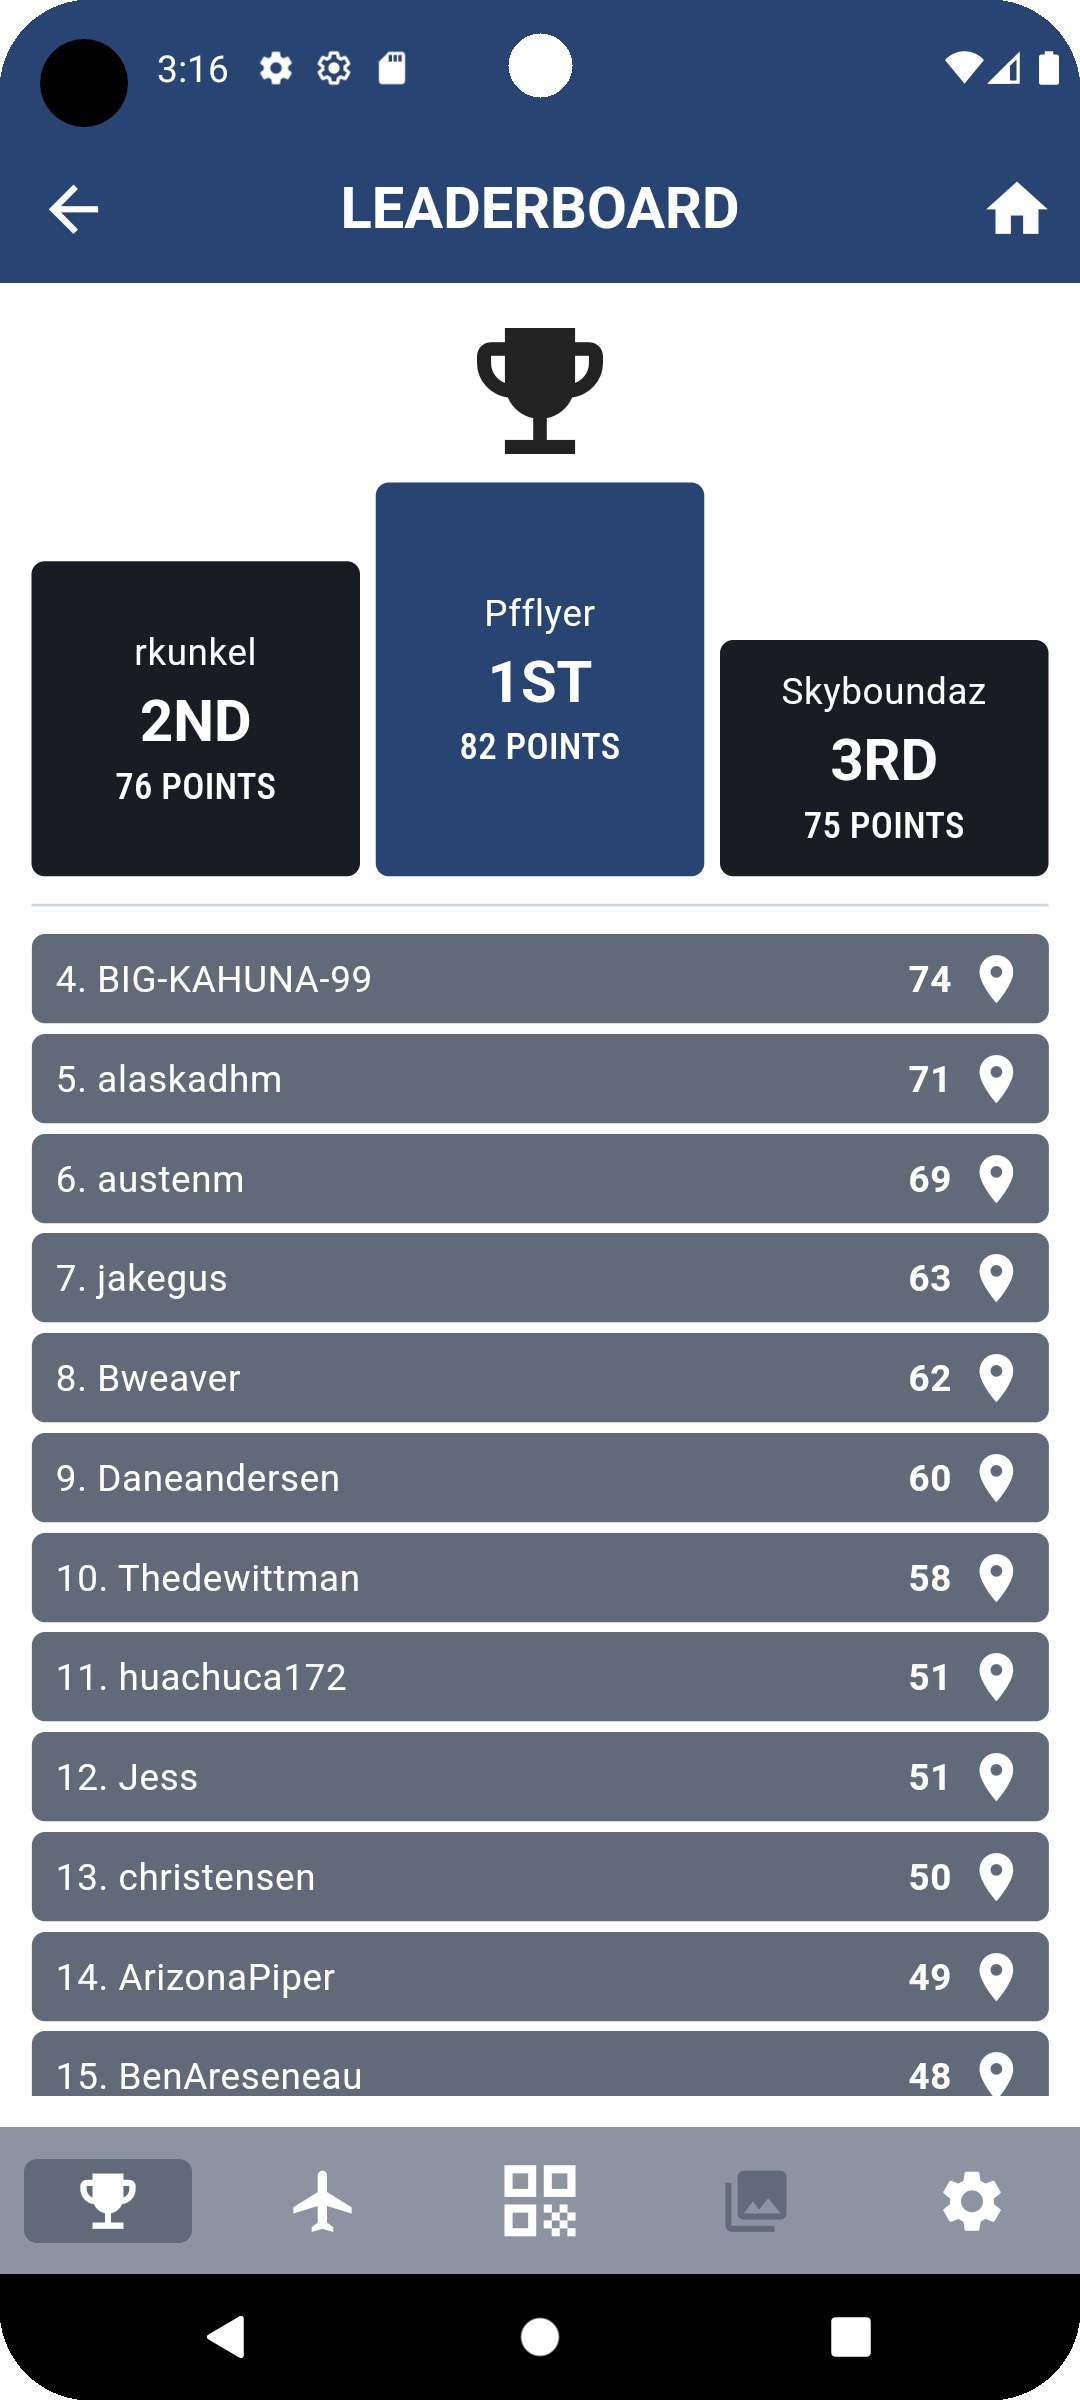 3:16
LEADERBOARD
Pfflyer
1ST
82 POINTS
rkunkel
2ND
76 POINTS
Skyboundaz
3RD
75 POINTS
4. BIG-KAHUNA-99 74
5. alaskadhm 71
6. austenm 69
7. jakegus 63
8. Bweaver 62
9. Daneandersen 60
10. Thedewittman 58
11. huachuca172 51
12. Jess 51
13. christensen 50
14. ArizonaPiper 49
15. BenAreseneau 48